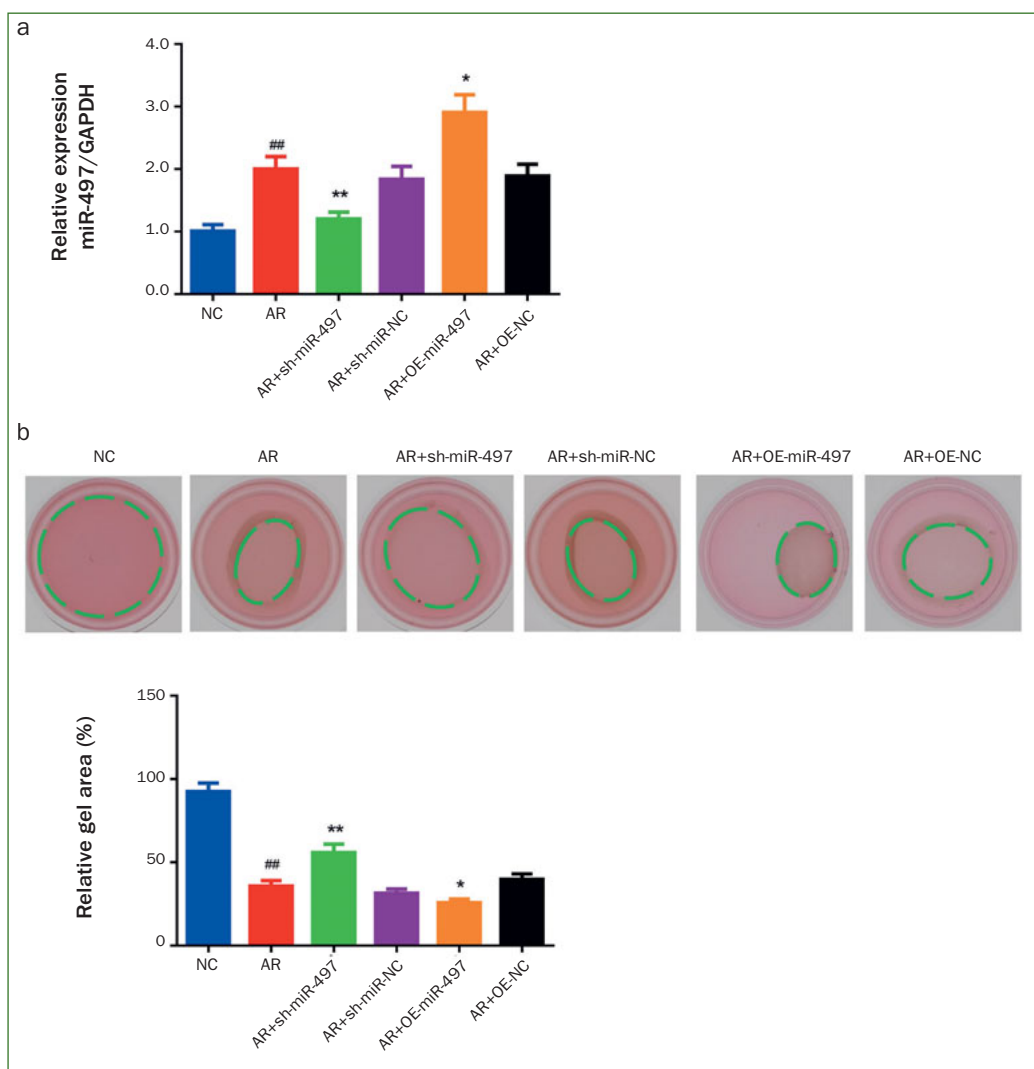 a
Relative expression
miR-497/GAPDH
4.0
3.0
2.0
1.0
0.0
##
**
*
NC
AR
AR+sh-miR-497
AR+sh-miR-NC
AR+OE-miR-497
AR+OE-NC
b
NC AR AR+sh-miR-497 AR+sh-miR-NC AR+OE-miR-497 AR+OE-NC
Relative gel area (%)
150
100
50
0
##
**
*
NC
AR
AR+sh-miR-497
AR+sh-miR-NC
AR+OE-miR-497
AR+OE-NC